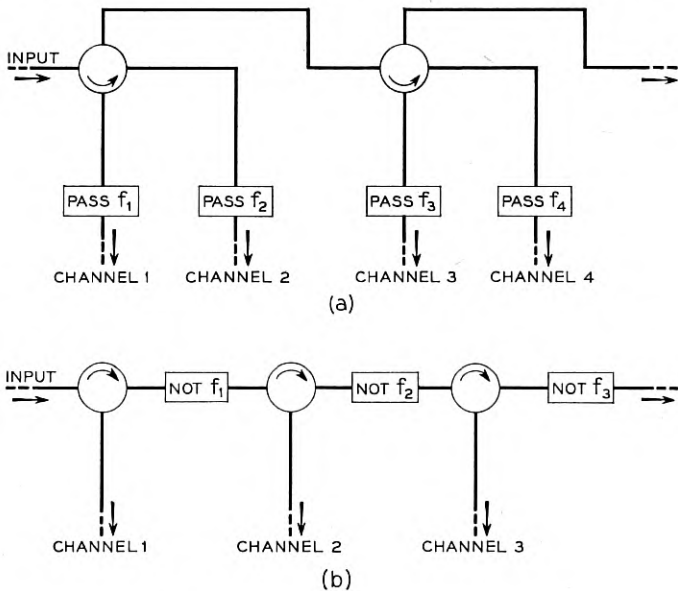 INPUT
PASS f₁
PASS f₂
PASS f₃
PASS f₄
CHANNEL 1
CHANNEL 2
CHANNEL 3
CHANNEL 4
(a)
INPUT
NOT f₁
NOT f₂
NOT f₃
CHANNEL 1
CHANNEL 2
CHANNEL 3
(b)